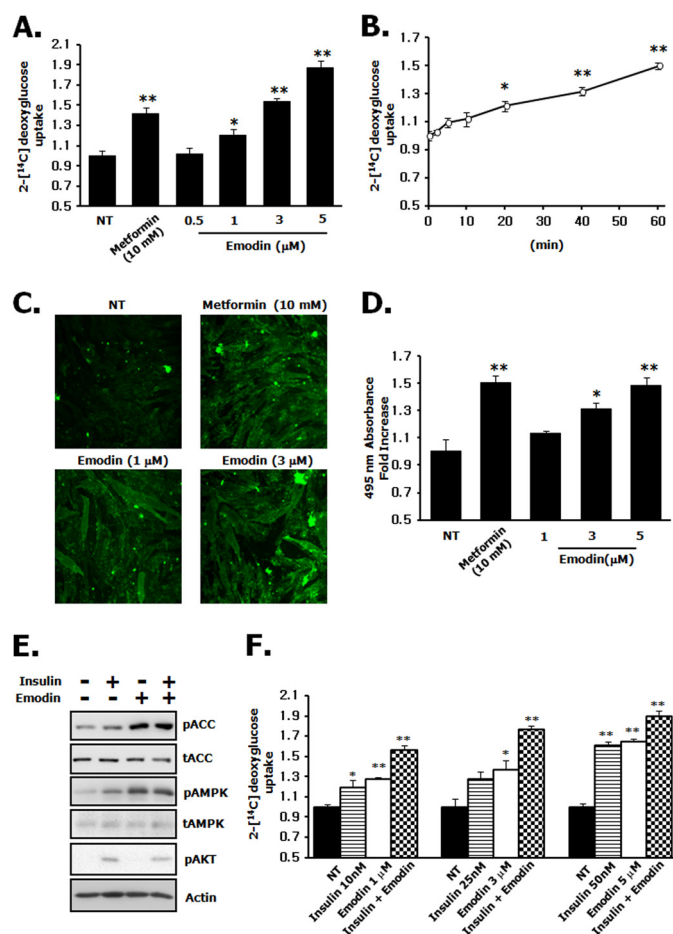 A.
2-[14C] deoxyglucose
uptake
2.1
1.9
1.7
1.5
1.3
1.1
0.9
0.7
0.5
**
*
**
**
NT
Metformin
(10 mM)
0.5
1
3
5
Emodin (μM)
B.
2-[14C] deoxyglucose
uptake
1.7
1.5
1.3
1.1
0.9
0.7
0.5
*
**
**
0 10 20 30 40 50 60
(min)
C.
NT
Metformin (10 mM)
Emodin (1 μM)
Emodin (3 μM)
D.
495 nm Absorbance
Fold Increase
1.7
1.5
1.3
1.1
0.9
0.7
0.5
**
*
**
NT
Metformin
(10 mM)
1
3
5
Emodin(μM)
E.
Insulin - + - +
Emodin - - + +
pACC
tACC
pAMPK
tAMPK
pAKT
Actin
F.
2-[14C] deoxyglucose
uptake
2.1
1.9
1.7
1.5
1.3
1.1
0.9
0.7
0.5
*
**
**
*
**
**
**
**
NT
Insulin 10nM
Emodin 1 μM
Insulin + Emodin
NT
Insulin 25nM
Emodin 3 μM
Insulin + Emodin
NT
Insulin 50nM
Emodin 5 μM
Insulin + Emodin